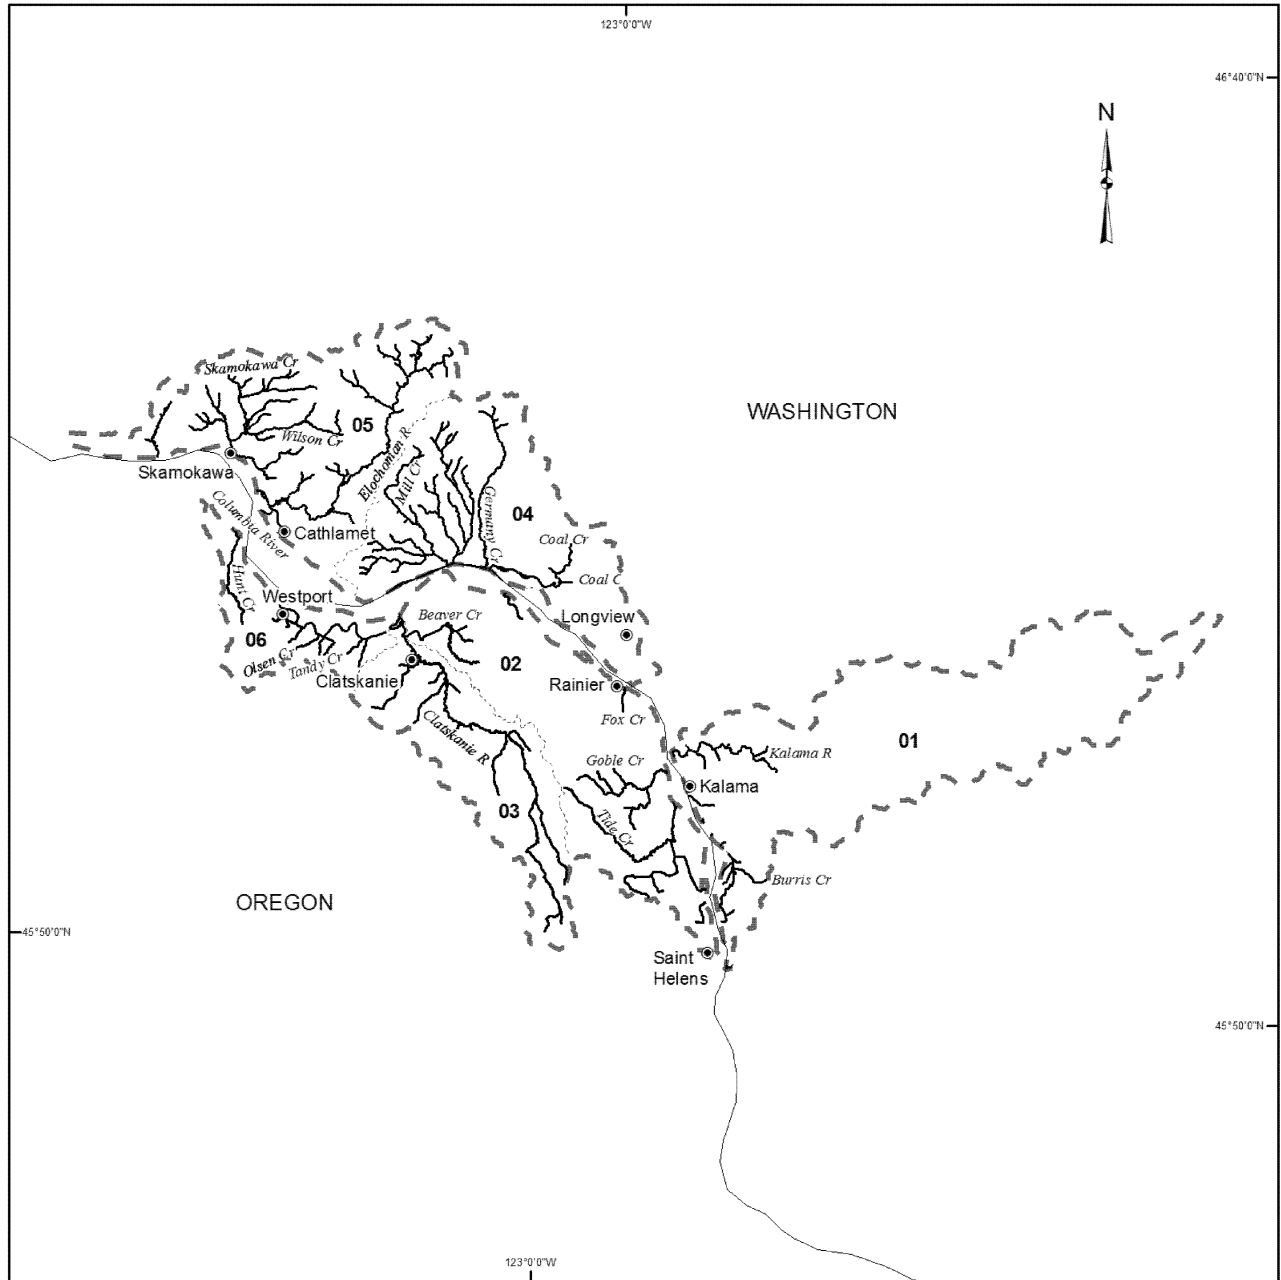 123°0'0"W
46°40'0"N
N
WASHINGTON
Skamokawa Cr
05
Wilson Cr
Elochoman R
Skamokawa
Mill Cr
Germany Cr
04
Columbia River
Cathlamet
Coal Cr
Coal C
Hunt Cr
Westport
Beaver Cr
Longview
06
Olsen Cr
Tandy Cr
02
Clatskanie
Rainier
Fox Cr
Clatskanie R
01
Kalama R
Goble Cr
Kalama
03
Tide Cr
Burris Cr
OREGON
45°50'0"N
Saint
Helens
45°50'0"N
123°0'0"W